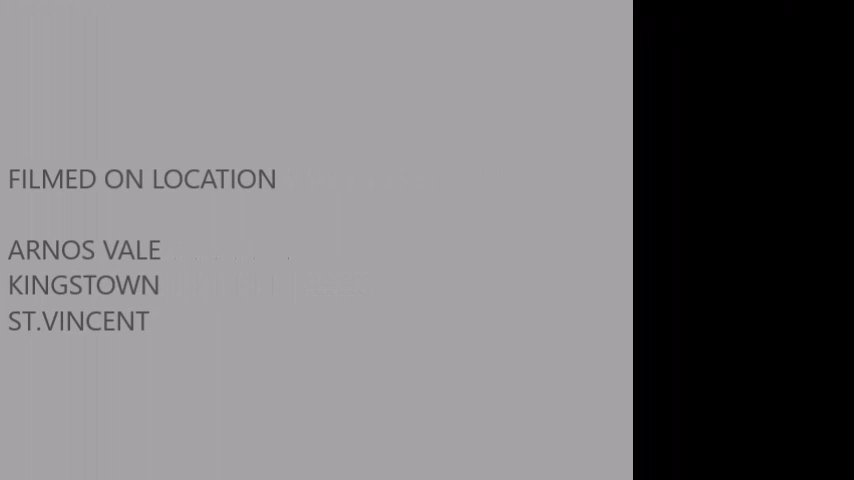 FILMED ON LOCATION
ARNOS VALE
KINGSTOWN
ST.VINCENT